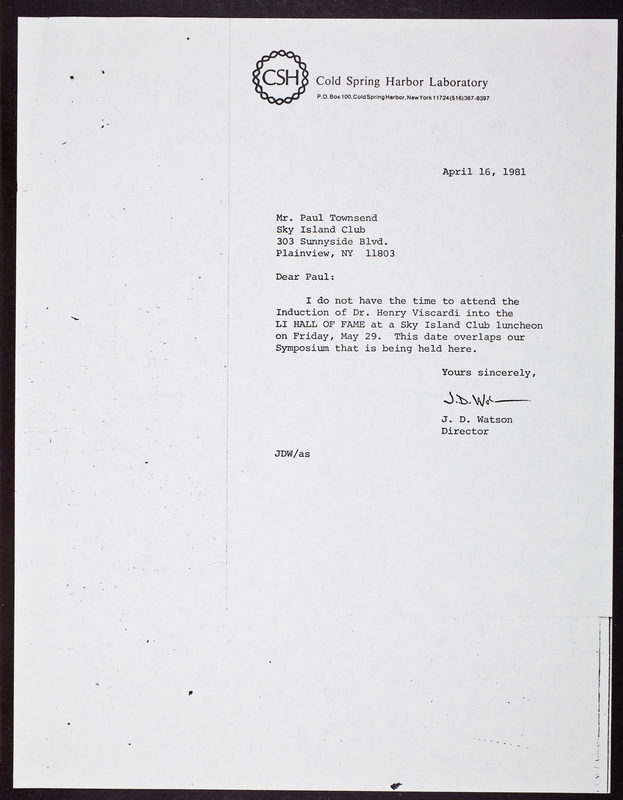 CSH
Cold Spring Harbor Laboratory
P.O. Box 100, Cold Spring Harbor, New York 11724 (516) 367-8397
April 16, 1981
Mr. Paul Townsend
Sky Island Club
303 Sunnyside Blvd.
Plainview, NY 11803
Dear Paul:
I do not have the time to attend the
Induction of Dr. Henry Viscardi into the
LI HALL OF FAME at a Sky Island Club luncheon
on Friday, May 29. This date overlaps our
Symposium that is being held here.
Yours sincerely,
J. D. Wat
J. D. Watson
Director
JDW/as